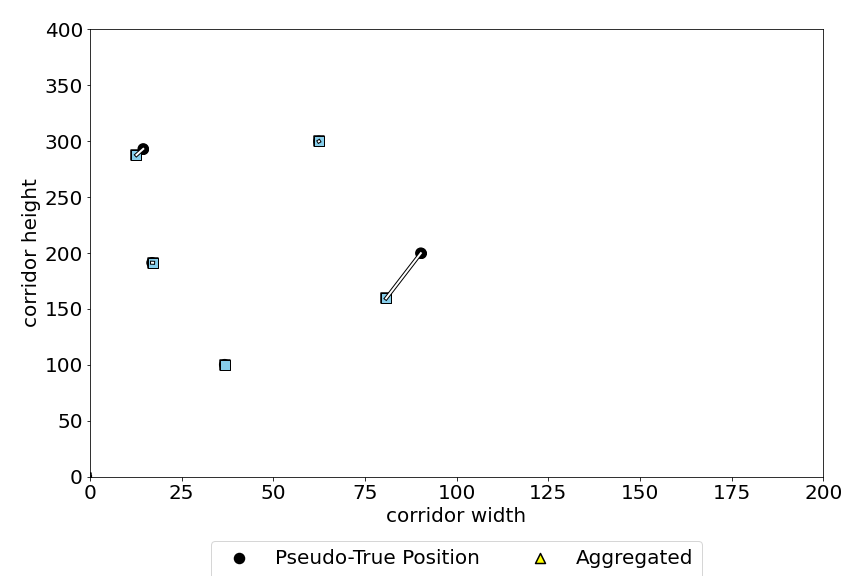 400
350
300
250
200
150
100
50
0
corridor height
0 25 50 75 100 125 150 175 200
corridor width
Pseudo-True Position Aggregated